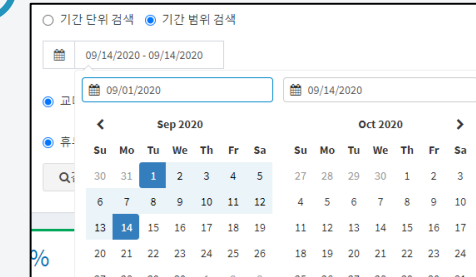 기간 단위 검색 기간 범위 검색
09/14/2020 - 09/14/2020
09/01/2020 09/14/2020
Sep 2020 Oct 2020
Su Mo Tu We Th Fr Sa Su Mo Tu We Th Fr Sa
30 31 1 2 3 4 5 27 28 29 30 1 2 3
6 7 8 9 10 11 12 4 5 6 7 8 9 10
13 14 15 16 17 18 19 11 12 13 14 15 16 17
20 21 22 23 24 25 26 18 19 20 21 22 23 24
%